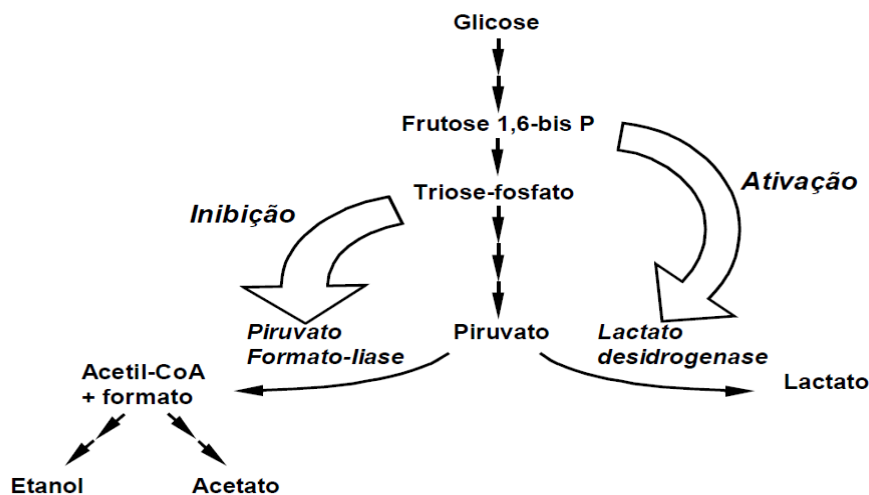 Glicose
Frutose 1,6-bis P
Ativação
Triose-fosfato
Inibição
Piruvato
Formato-liase
Piruvato
Lactato
desidrogenase
Acetil-CoA
+ formato
Lactato
Etanol
Acetato